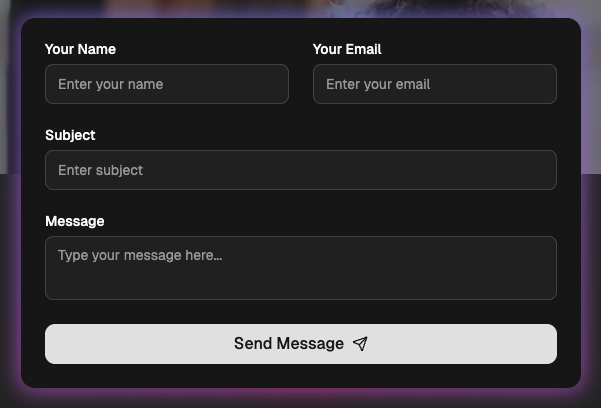 Your Name
Your Email
Enter your name
Enter your email
Subject
Enter subject
Message
Type your message here...
Send Message